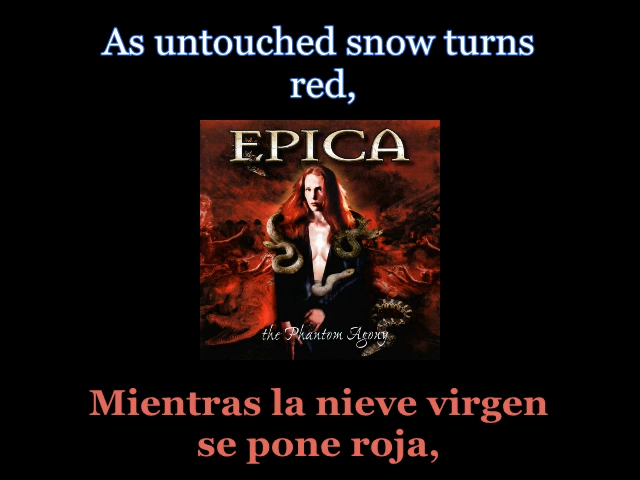 As untouched snow turns
red,
EPICA
the Phantom Agony
Mientras la nieve virgen
se pone roja,